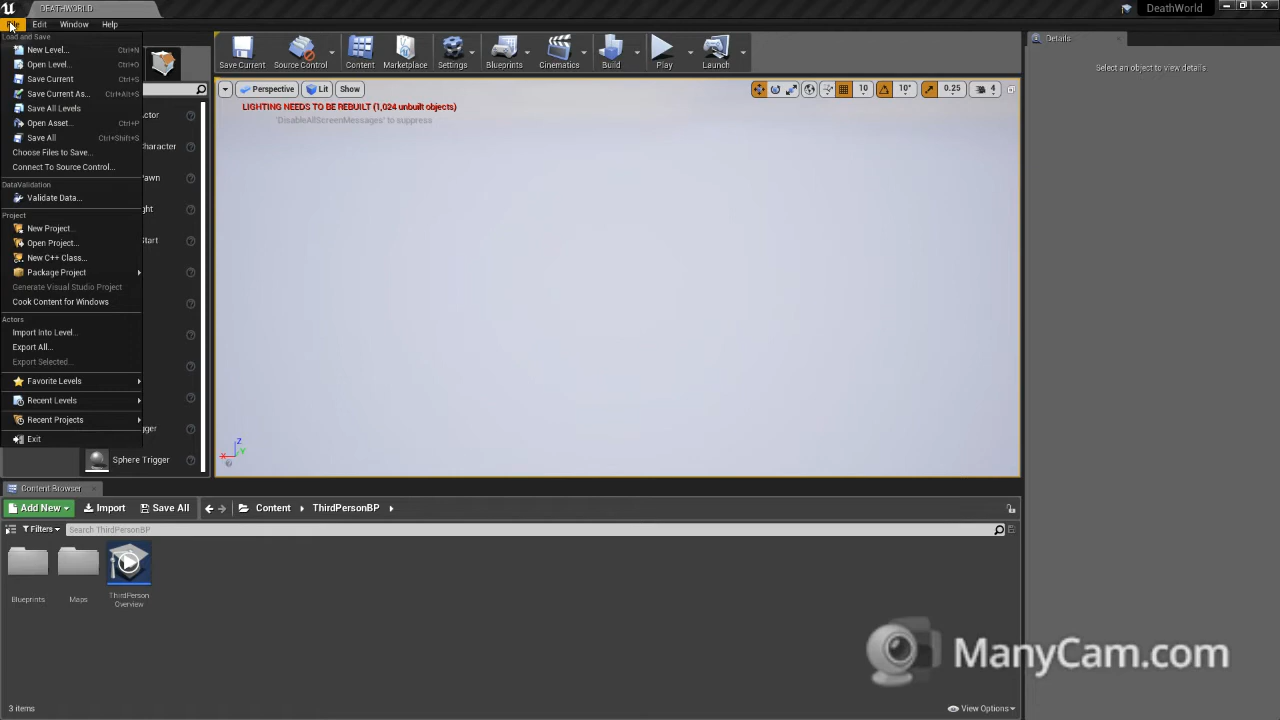 DEATHWORLD
DeathWorld
File Edit Window Help
Load and Save
New Level... Ctrl+N
Open Level... Ctrl+O
Save Current Ctrl+S
Save Current As... Ctrl+Alt+S
Save All Levels
Open Asset... Ctrl+P
Save All Ctrl+Shift+S
Choose Files to Save...
Connect To Source Control...
DataValidation
Validate Data...
Project
New Project...
Open Project...
New C++ Class...
Package Project
Generate Visual Studio Project
Cook Content for Windows
Actors
Import Into Level...
Export All...
Export Selected...
Favorite Levels
Recent Levels
Recent Projects
Exit
ctor
haracter
awn
ght
Start
gger
Sphere Trigger
Save Current Source Control Content Marketplace Settings Blueprints Cinematics Build Play Launch
Perspective Lit Show
10 10° 0.25 4
LIGHTING NEEDS TO BE REBUILT (1,024 unbuilt objects)
'DisableAllScreenMessages' to suppress
Z
X Y
Details
Select an object to view details.
Content Browser
Add New Import Save All Content ThirdPersonBP
Filters Search ThirdPersonBP
Blueprints Maps ThirdPerson
Overview
ManyCam.com
3 items View Options